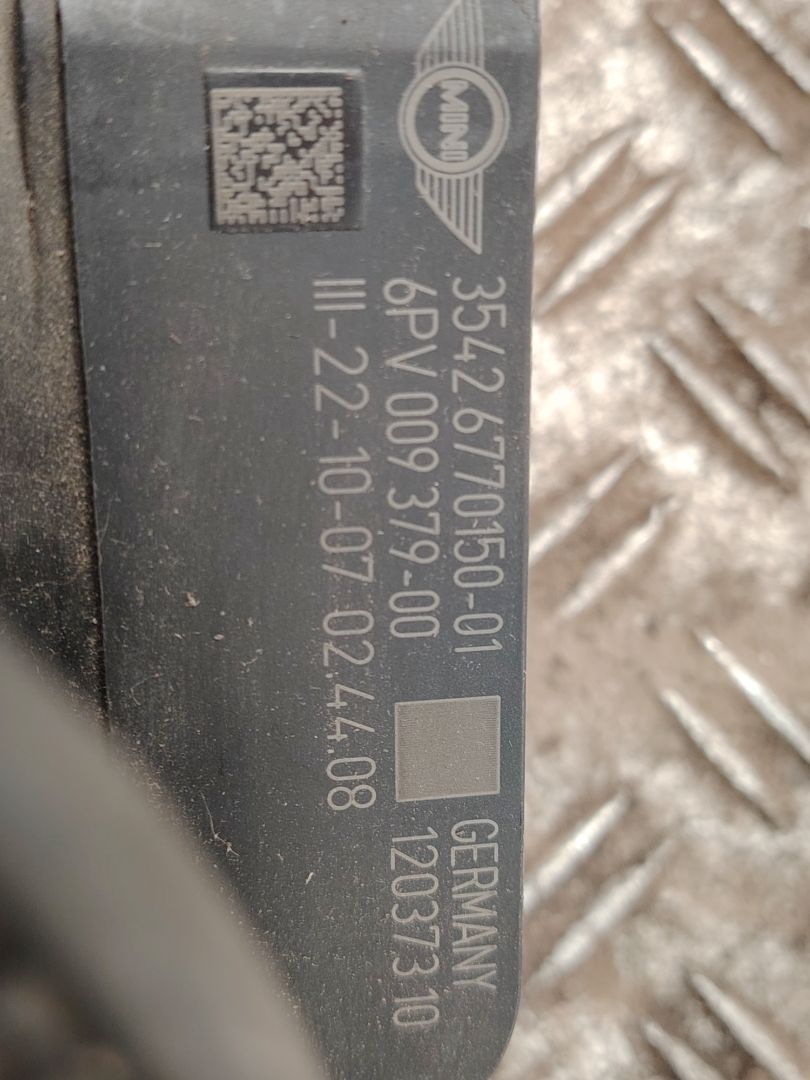 MINI
3542 6770150-01 GERMANY
6PV 009 379-00 12037310
III-22-10-07 02.44.08